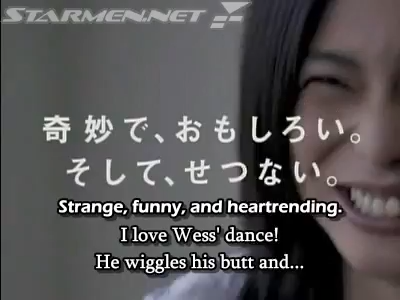 STARMEN.NET
奇妙で、おもしろい。
そして、せつない。
Strange, funny, and heartrending.
I love Wess' dance!
He wiggles his butt and...